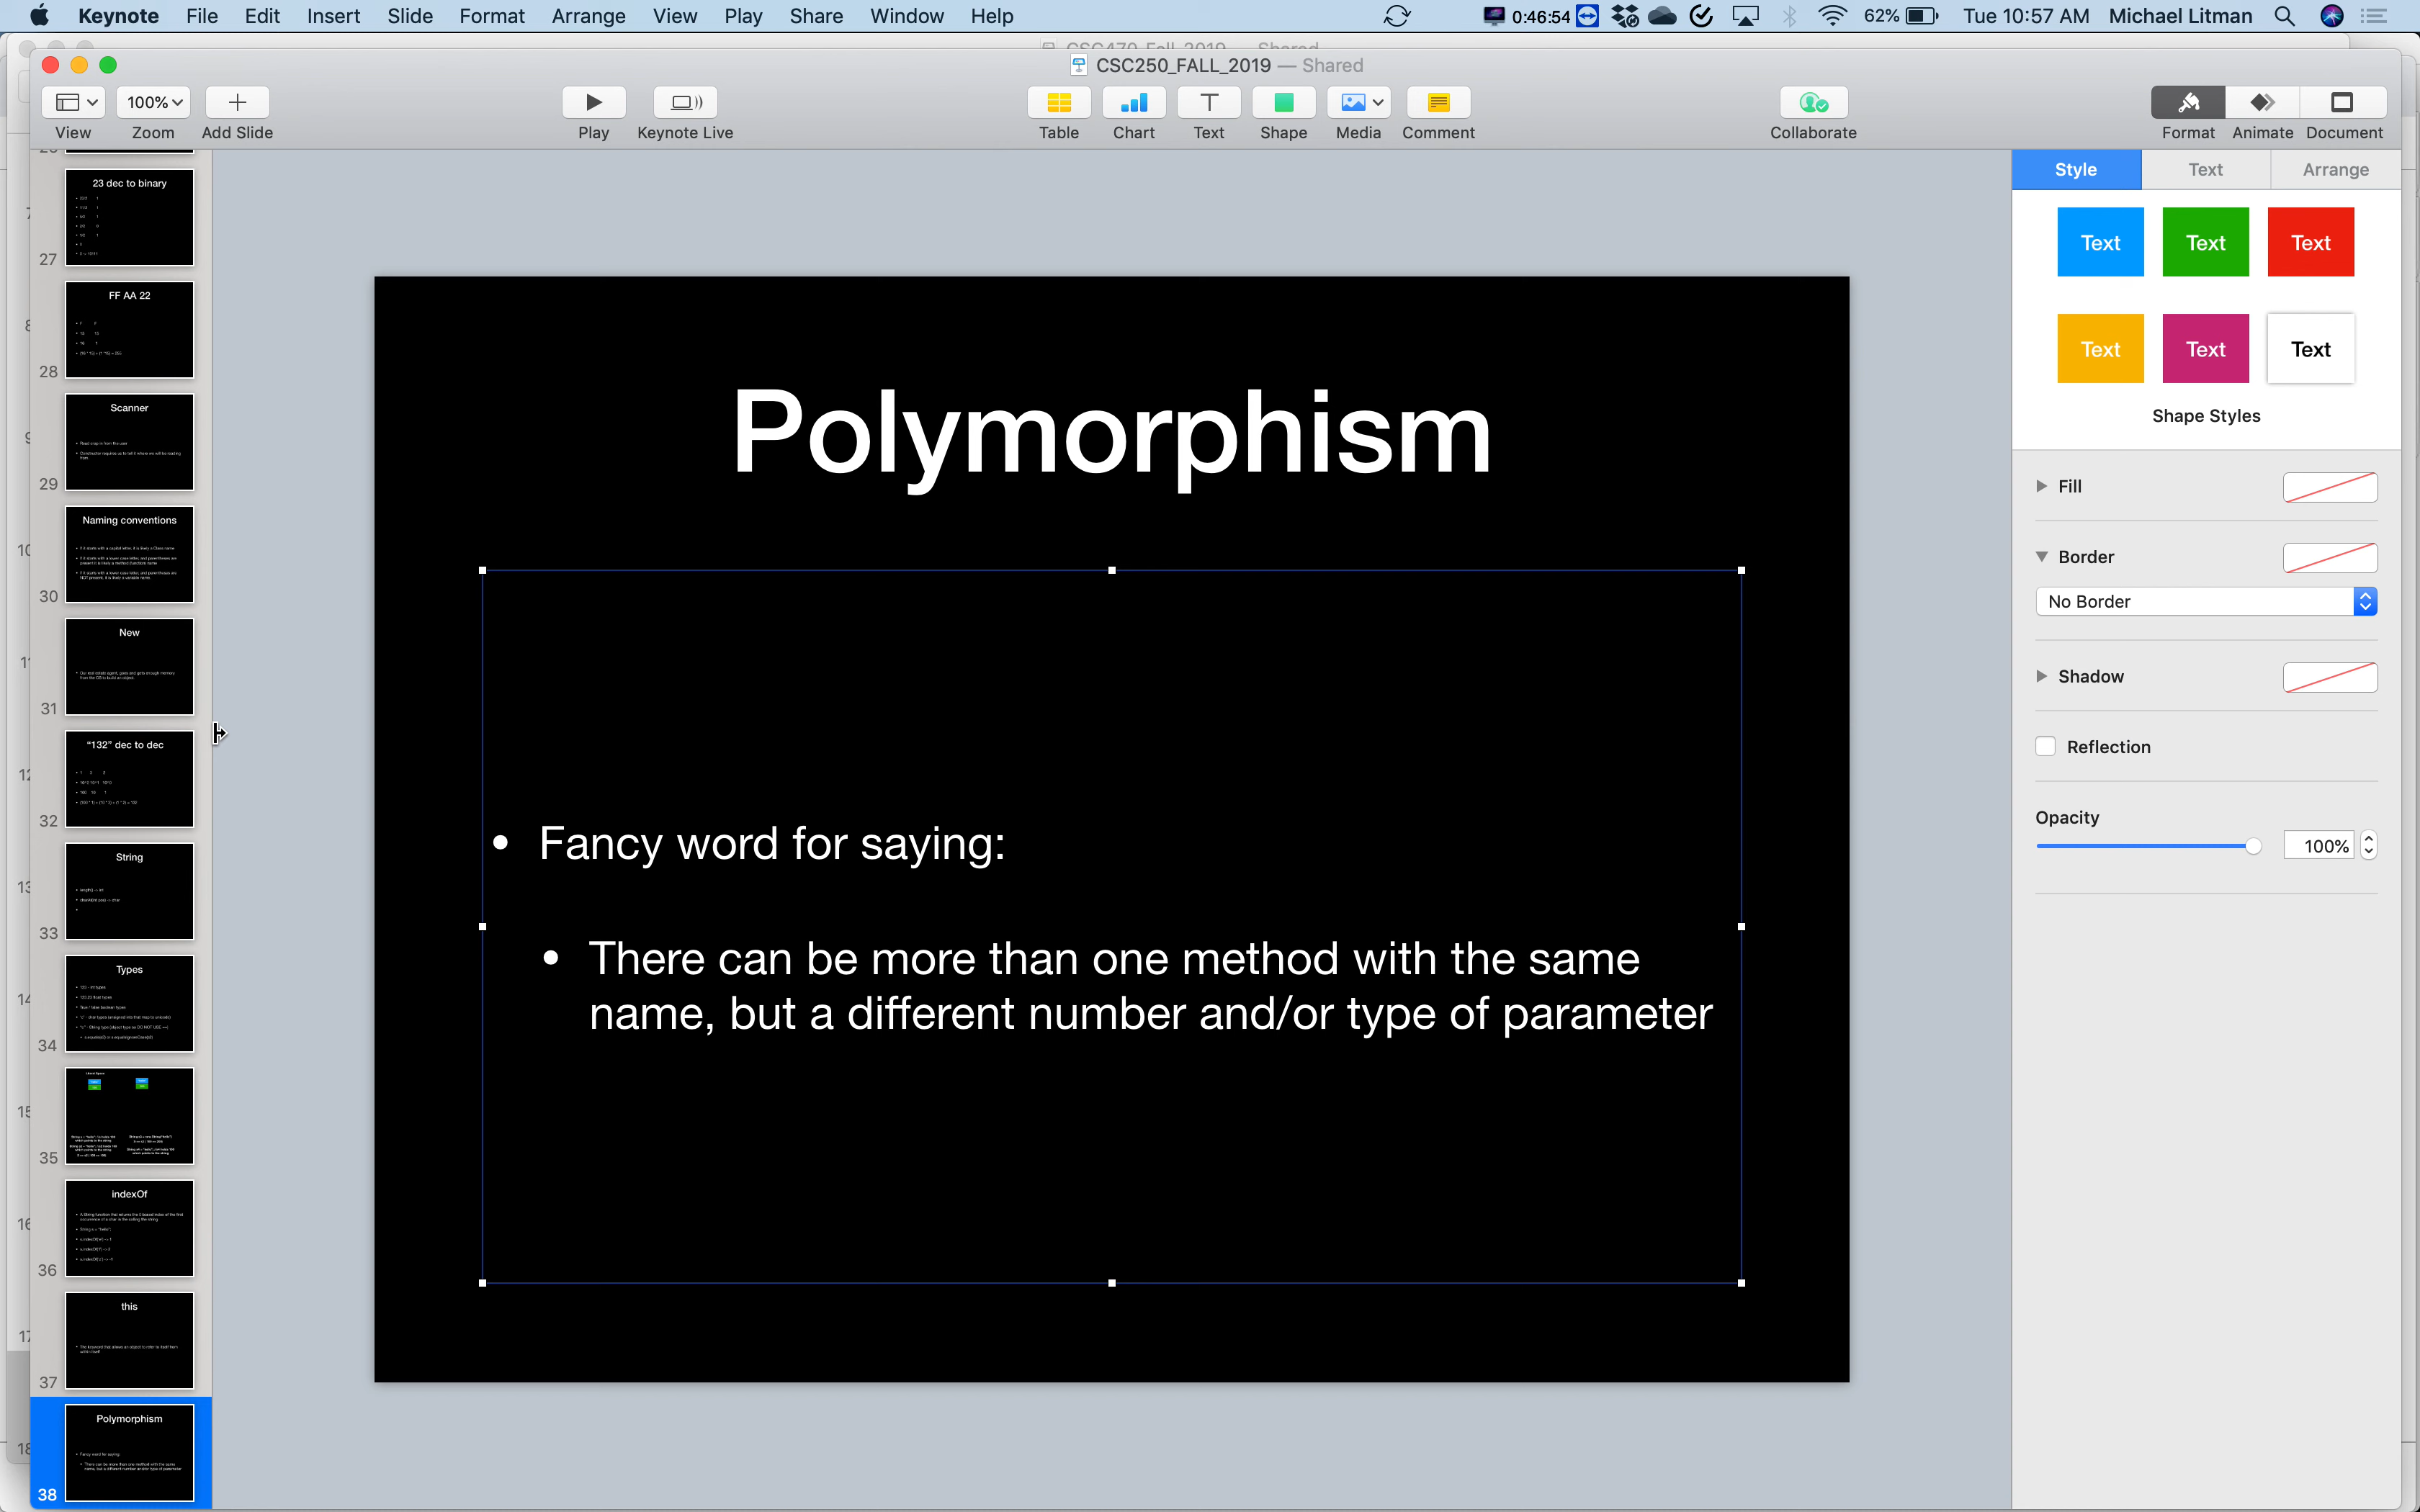 Keynote File Edit Insert Slide Format Arrange View Play Share Window Help 0:46:54 62% Tue 10:57 AM Michael Litman
CSC250_FALL_2019 — Shared
100%
View Zoom Add Slide Play Keynote Live Table Chart Text Shape Media Comment Collaborate Format Animate Document
Style Text Arrange
Text Text Text
Text Text Text
Shape Styles
Fill
Border
No Border
Shadow
Reflection
Opacity
100%
23 dec to binary
27
FF AA 22
28
Scanner
29
Naming conventions
30
New
31
“132” dec to dec
32
String
33
Types
34
35
indexOf
36
this
37
Polymorphism
38
Polymorphism
• Fancy word for saying:
• There can be more than one method with the same
name, but a different number and/or type of parameter